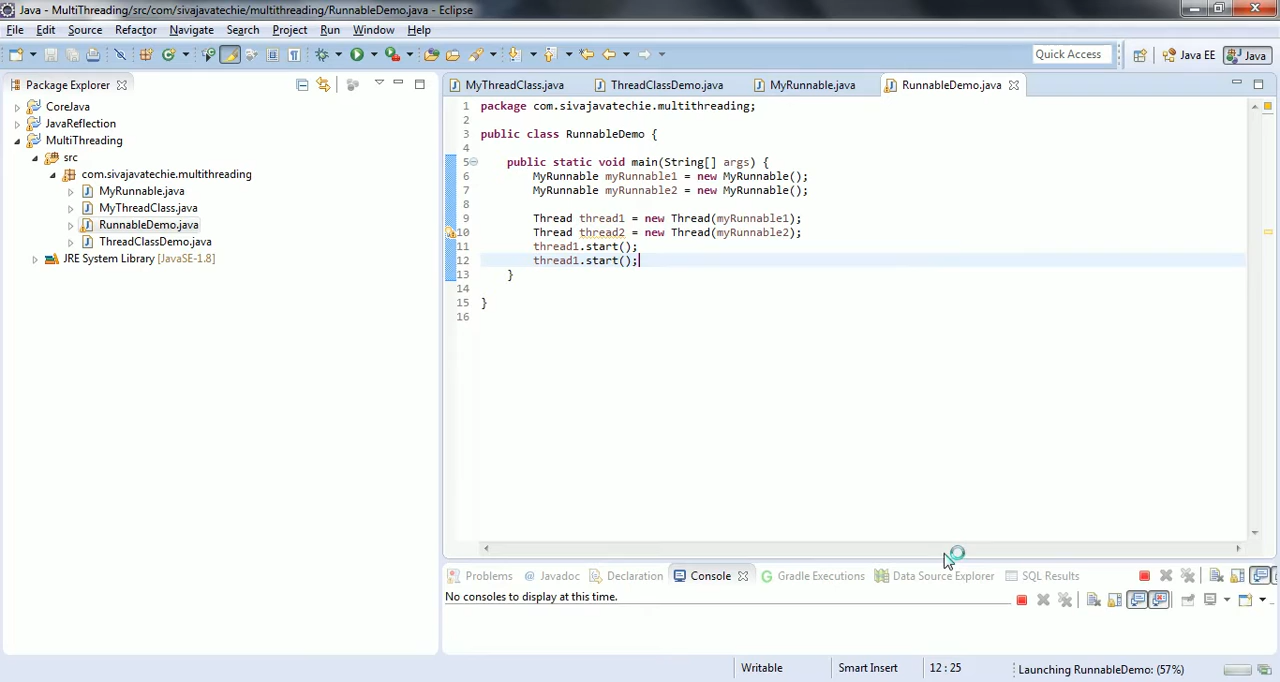 Java - MultiThreading/src/com/sivajavatechie/multithreading/RunnableDemo.java - Eclipse
File Edit Source Refactor Navigate Search Project Run Window Help
Quick Access Java EE Java
Package Explorer
CoreJava
JavaReflection
MultiThreading
src
com.sivajavatechie.multithreading
MyRunnable.java
MyThreadClass.java
RunnableDemo.java
ThreadClassDemo.java
JRE System Library [JavaSE-1.8]
MyThreadClass.java ThreadClassDemo.java MyRunnable.java RunnableDemo.java
1 package com.sivajavatechie.multithreading;
2
3 public class RunnableDemo {
4
5 public static void main(String[] args) {
6 MyRunnable myRunnable1 = new MyRunnable();
7 MyRunnable myRunnable2 = new MyRunnable();
8
9 Thread thread1 = new Thread(myRunnable1);
10 Thread thread2 = new Thread(myRunnable2);
11 thread1.start();
12 thread1.start();
13 }
14
15 }
16
Problems @ Javadoc Declaration Console Gradle Executions Data Source Explorer SQL Results
No consoles to display at this time.
Writable Smart Insert 12 : 25 Launching RunnableDemo: (57%)